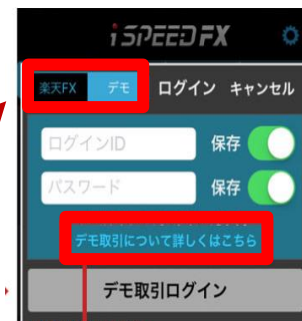 iSPEED FX
楽天FX デモ ログイン キャンセル
ログインID 保存
パスワード 保存
デモ取引について詳しくはこちら
デモ取引ログイン